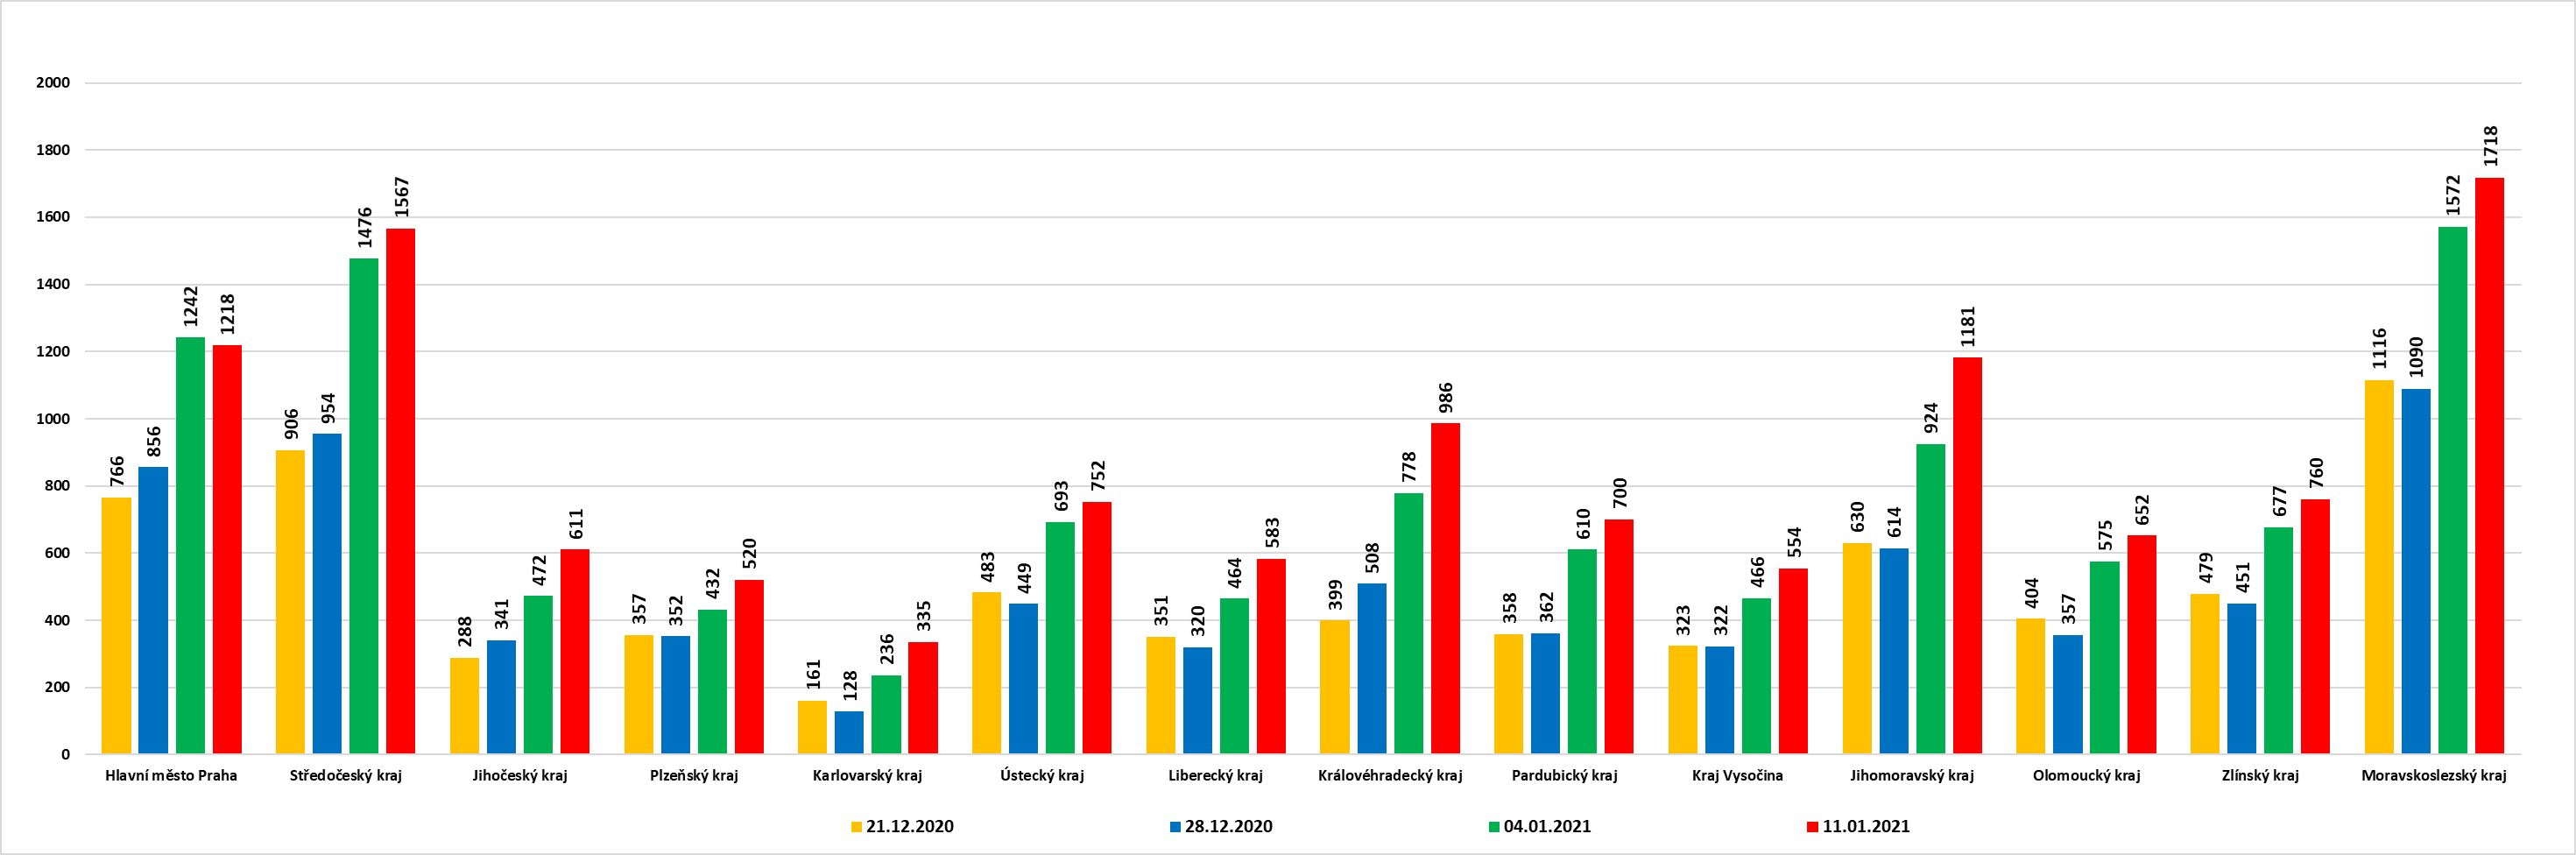 2000
1800
1600
1400
1200
1000
800
600
400
200
0
766 856 1242 1218
906 954 1476 1567
288 341 472 611
357 352 432 520
161 128 236 335
483 449 693 752
351 320 464 583
399 508 778 986
358 362 610 700
323 322 466 554
630 614 924 1181
404 357 575 652
479 451 677 760
1116 1090 1572 1718
Hlavní město Praha Středočeský kraj Jihočeský kraj Plzeňský kraj Karlovarský kraj Ústecký kraj Liberecký kraj Královéhradecký kraj Pardubický kraj Kraj Vysočina Jihomoravský kraj Olomoucký kraj Zlínský kraj Moravskoslezský kraj
21.12.2020 28.12.2020 04.01.2021 11.01.2021